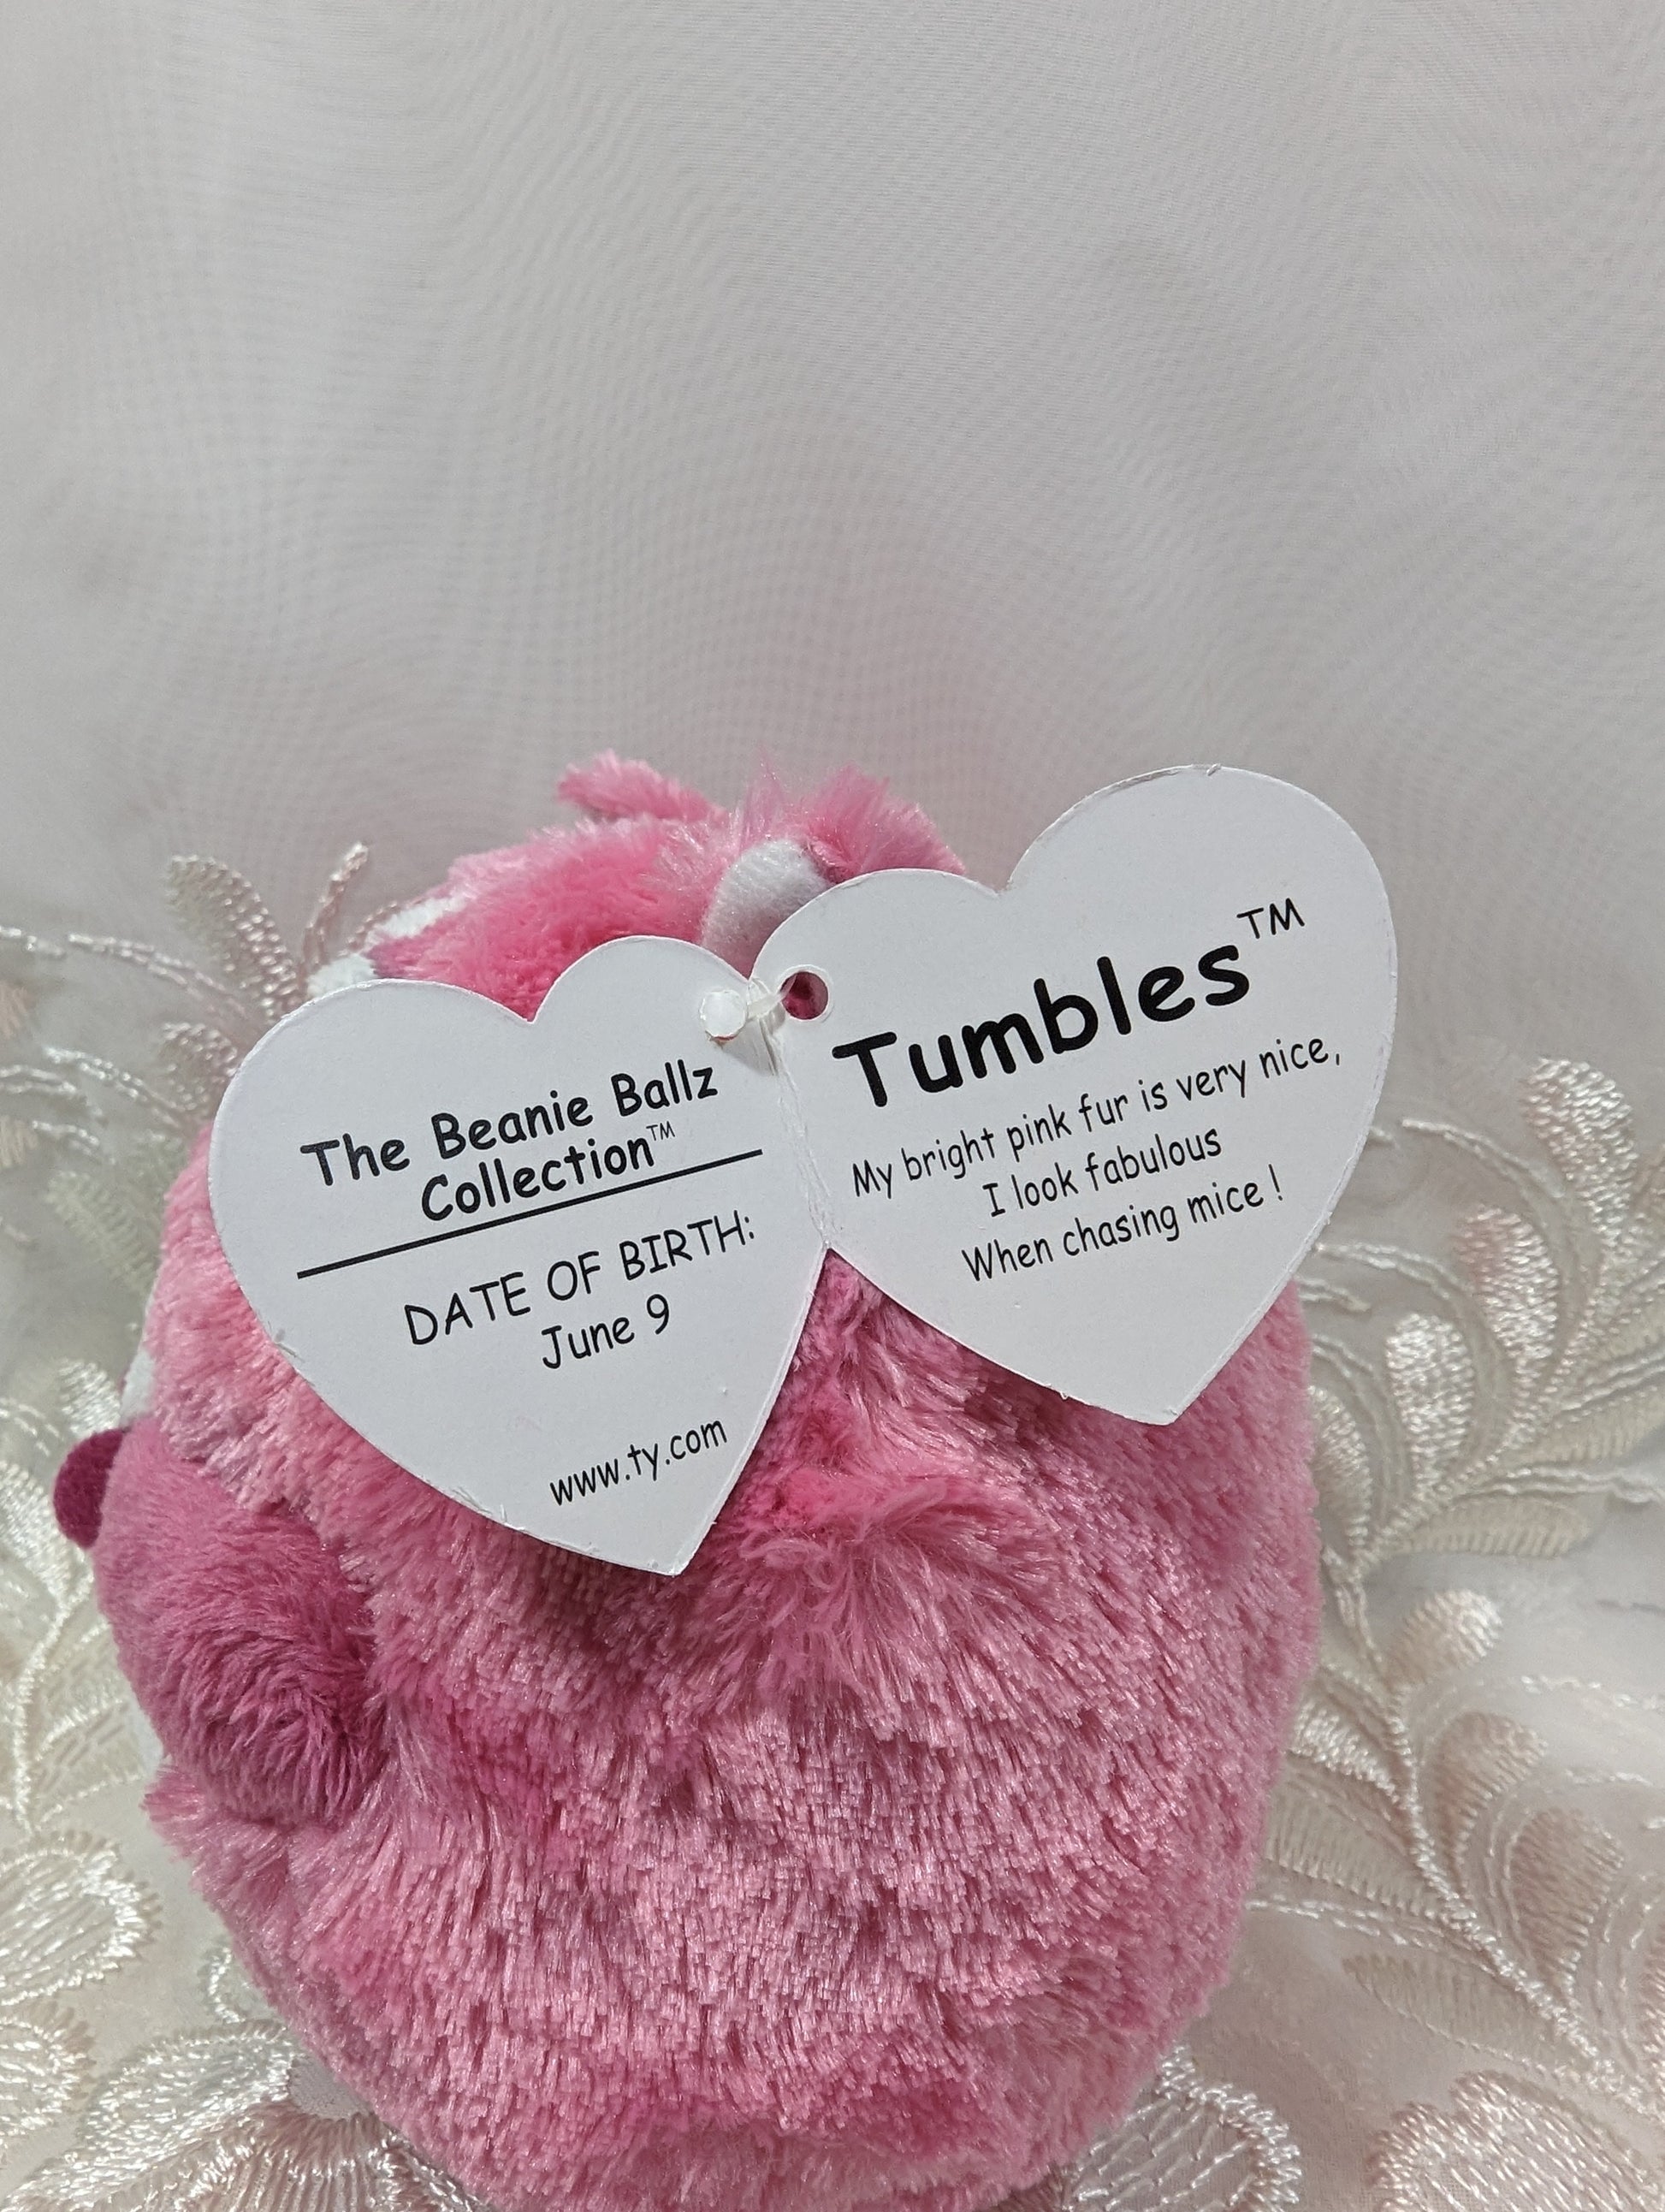 The Beanie Ballz
Collection™
DATE OF BIRTH:
June 9
www.ty.com
Tumbles™
My bright pink fur is very nice,
I look fabulous
When chasing mice !